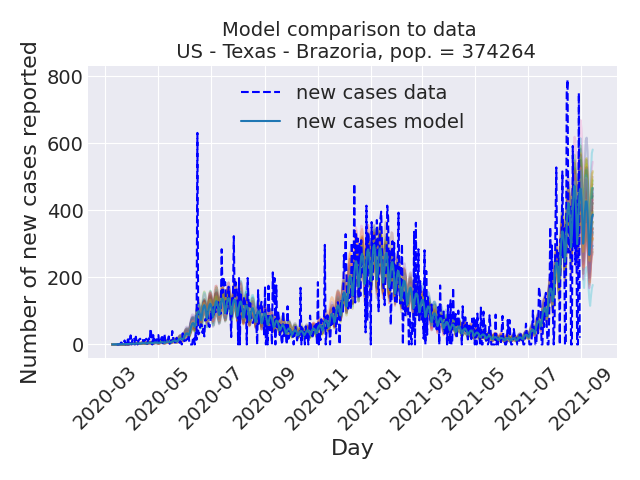 Model comparison to data
US - Texas - Brazoria, pop. = 374264
Number of new cases reported
800
600
400
200
0
new cases data
new cases model
2020-03
2020-05
2020-07
2020-09
2020-11
2021-01
2021-03
2021-05
2021-07
2021-09
Day